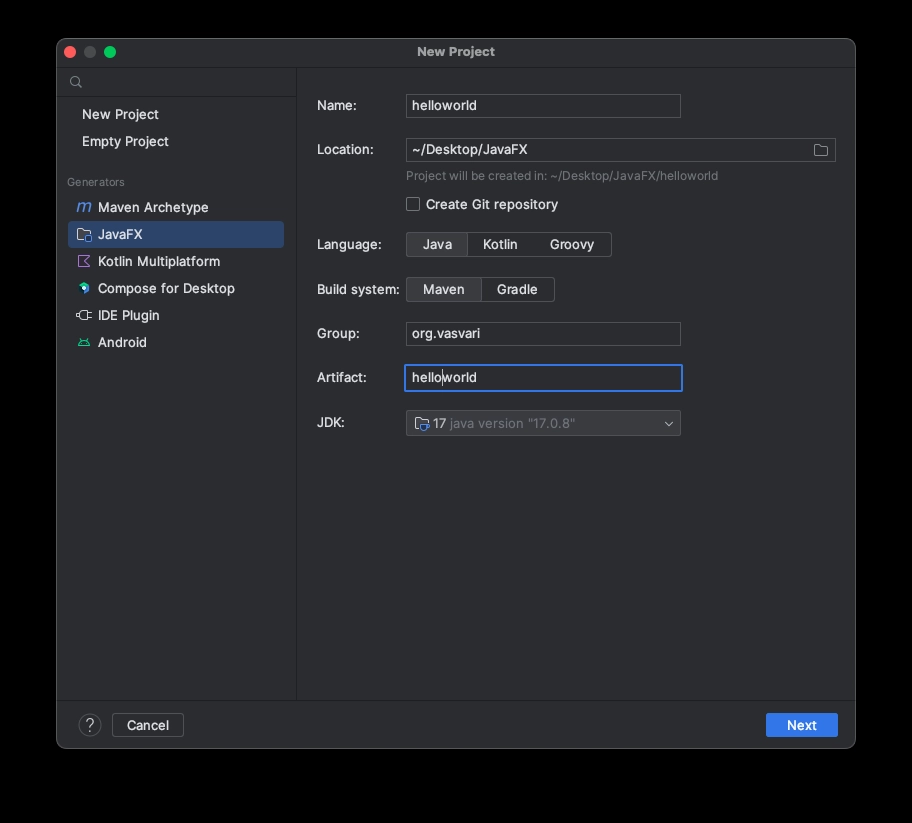 New Project
New Project
Empty Project
Generators
Maven Archetype
JavaFX
Kotlin Multiplatform
Compose for Desktop
IDE Plugin
Android
Name: helloworld
Location: ~/Desktop/JavaFX
Project will be created in: ~/Desktop/JavaFX/helloworld
Create Git repository
Language: Java Kotlin Groovy
Build system: Maven Gradle
Group: org.vasvari
Artifact: helloworld
JDK: 17 java version "17.0.8"
? Cancel Next